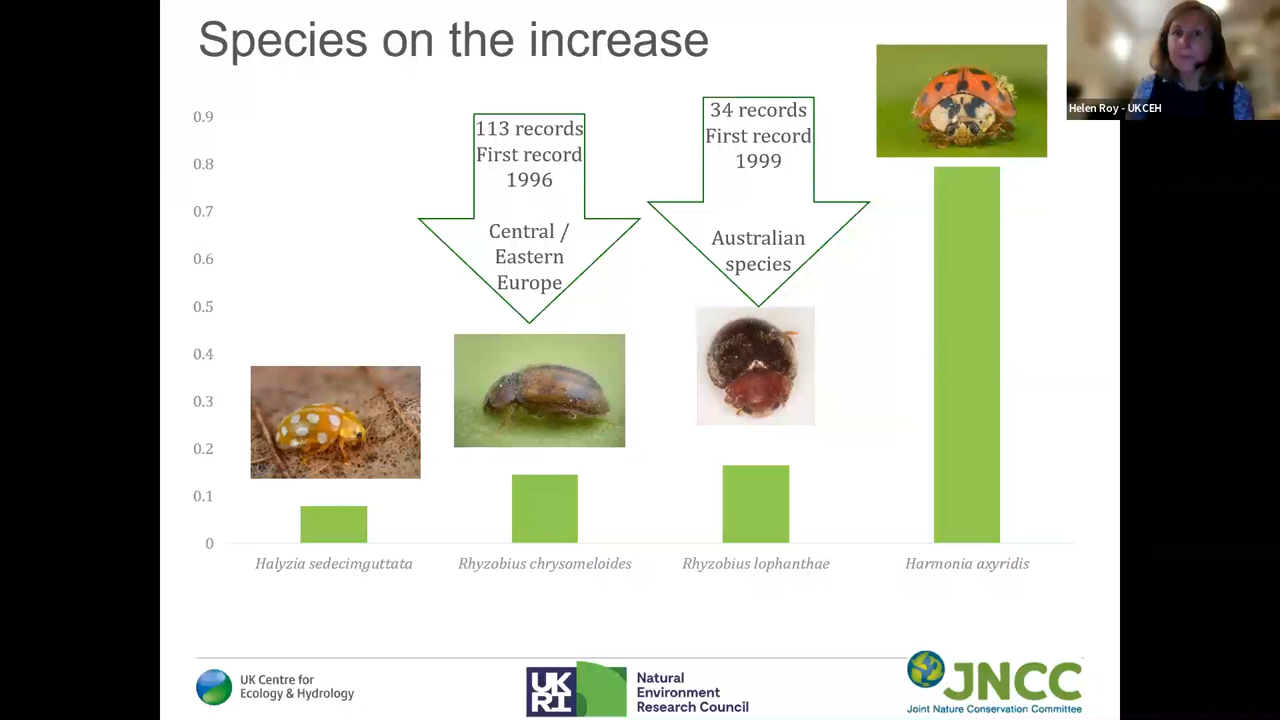 Species on the increase
Helen Roy - UKCEH
0.9
0.8
0.7
0.6
0.5
0.4
0.3
0.2
0.1
0
113 records
First record
1996
Central /
Eastern
Europe
34 records
First record
1999
Australian
species
Halyzia sedecimguttata
Rhyzobius chrysomeloides
Rhyzobius lophanthae
Harmonia axyridis
UK Centre for
Ecology & Hydrology
UK
RI
Natural
Environment
Research Council
JNCC
Joint Nature Conservation Committee